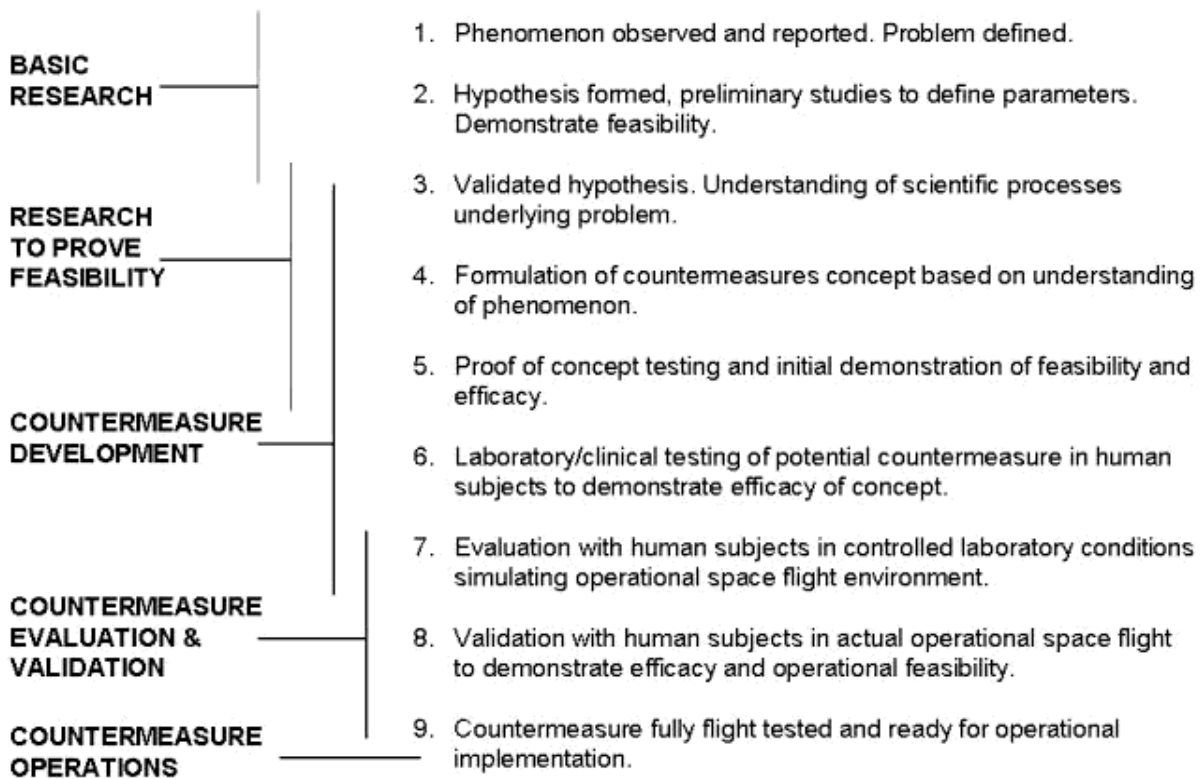 BASIC
RESEARCH
RESEARCH
TO PROVE
FEASIBILITY
COUNTERMEASURE
DEVELOPMENT
COUNTERMEASURE
EVALUATION &
VALIDATION
COUNTERMEASURE
OPERATIONS
1. Phenomenon observed and reported. Problem defined.
2. Hypothesis formed, preliminary studies to define parameters.
Demonstrate feasibility.
3. Validated hypothesis. Understanding of scientific processes
underlying problem.
4. Formulation of countermeasures concept based on understanding
of phenomenon.
5. Proof of concept testing and initial demonstration of feasibility and
efficacy.
6. Laboratory/clinical testing of potential countermeasure in human
subjects to demonstrate efficacy of concept.
7. Evaluation with human subjects in controlled laboratory conditions
simulating operational space flight environment.
8. Validation with human subjects in actual operational space flight
to demonstrate efficacy and operational feasibility.
9. Countermeasure fully flight tested and ready for operational
implementation.